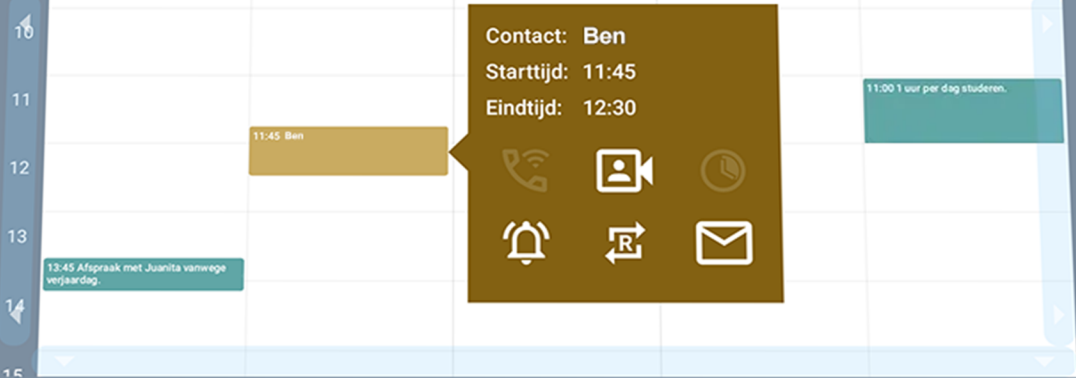 10
11
12
13
14
15
11:45 Ben
13:45 Afspraak met Juanita vanwege
verjaardag.
Contact: Ben
Starttijd: 11:45
Eindtijd: 12:30
R
11:00 1 uur per dag studeren.